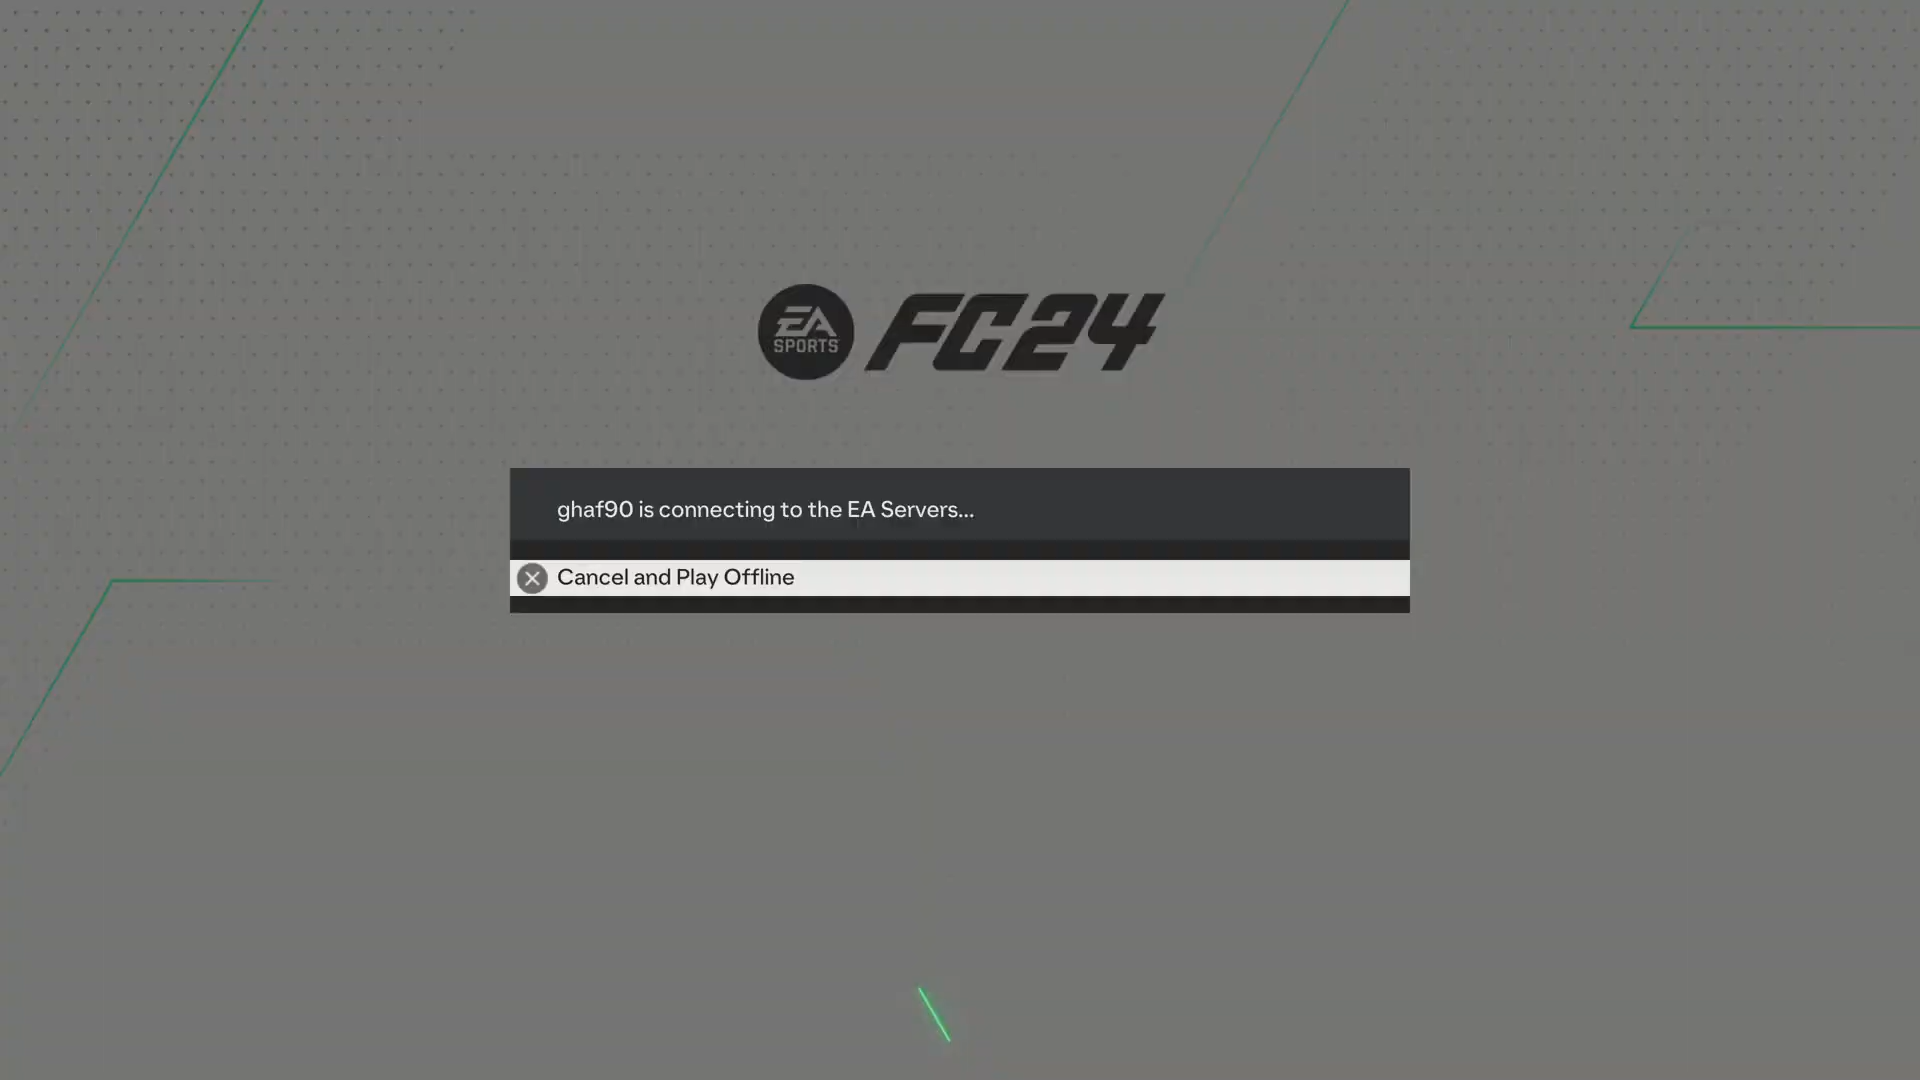 EA
SPORTS
FC24
ghaf90 is connecting to the EA Servers...
Cancel and Play Offline